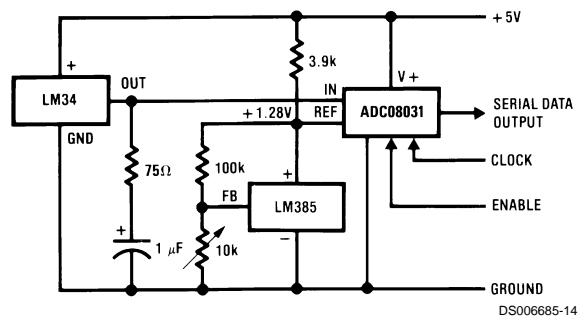 +5V
3.9k
+
OUT
IN
V+
LM34
ADC08031
SERIAL DATA
OUTPUT
+1.28V
REF
GND
CLOCK
75Ω
100k
+
FB
LM385
ENABLE
+
1 μF
10k
−
GROUND
DS006685-14